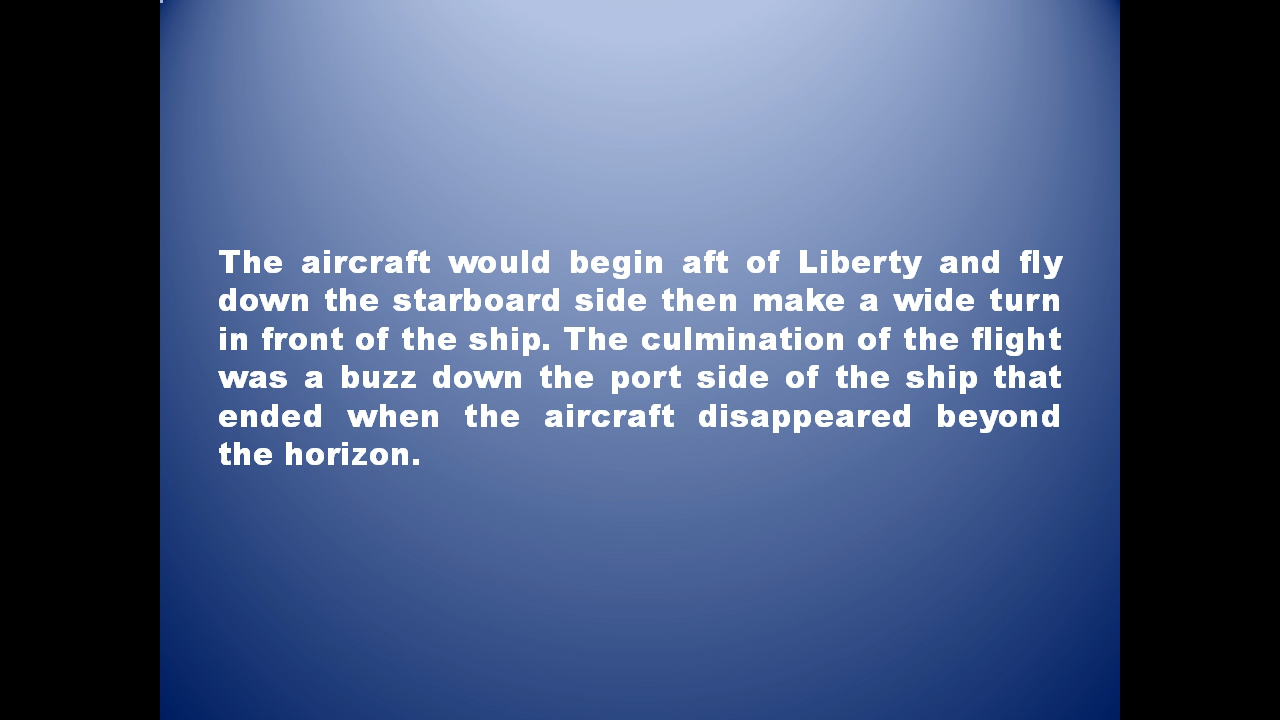 The aircraft would begin aft of Liberty and fly
down the starboard side then make a wide turn
in front of the ship. The culmination of the flight
was a buzz down the port side of the ship that
ended when the aircraft disappeared beyond
the horizon.